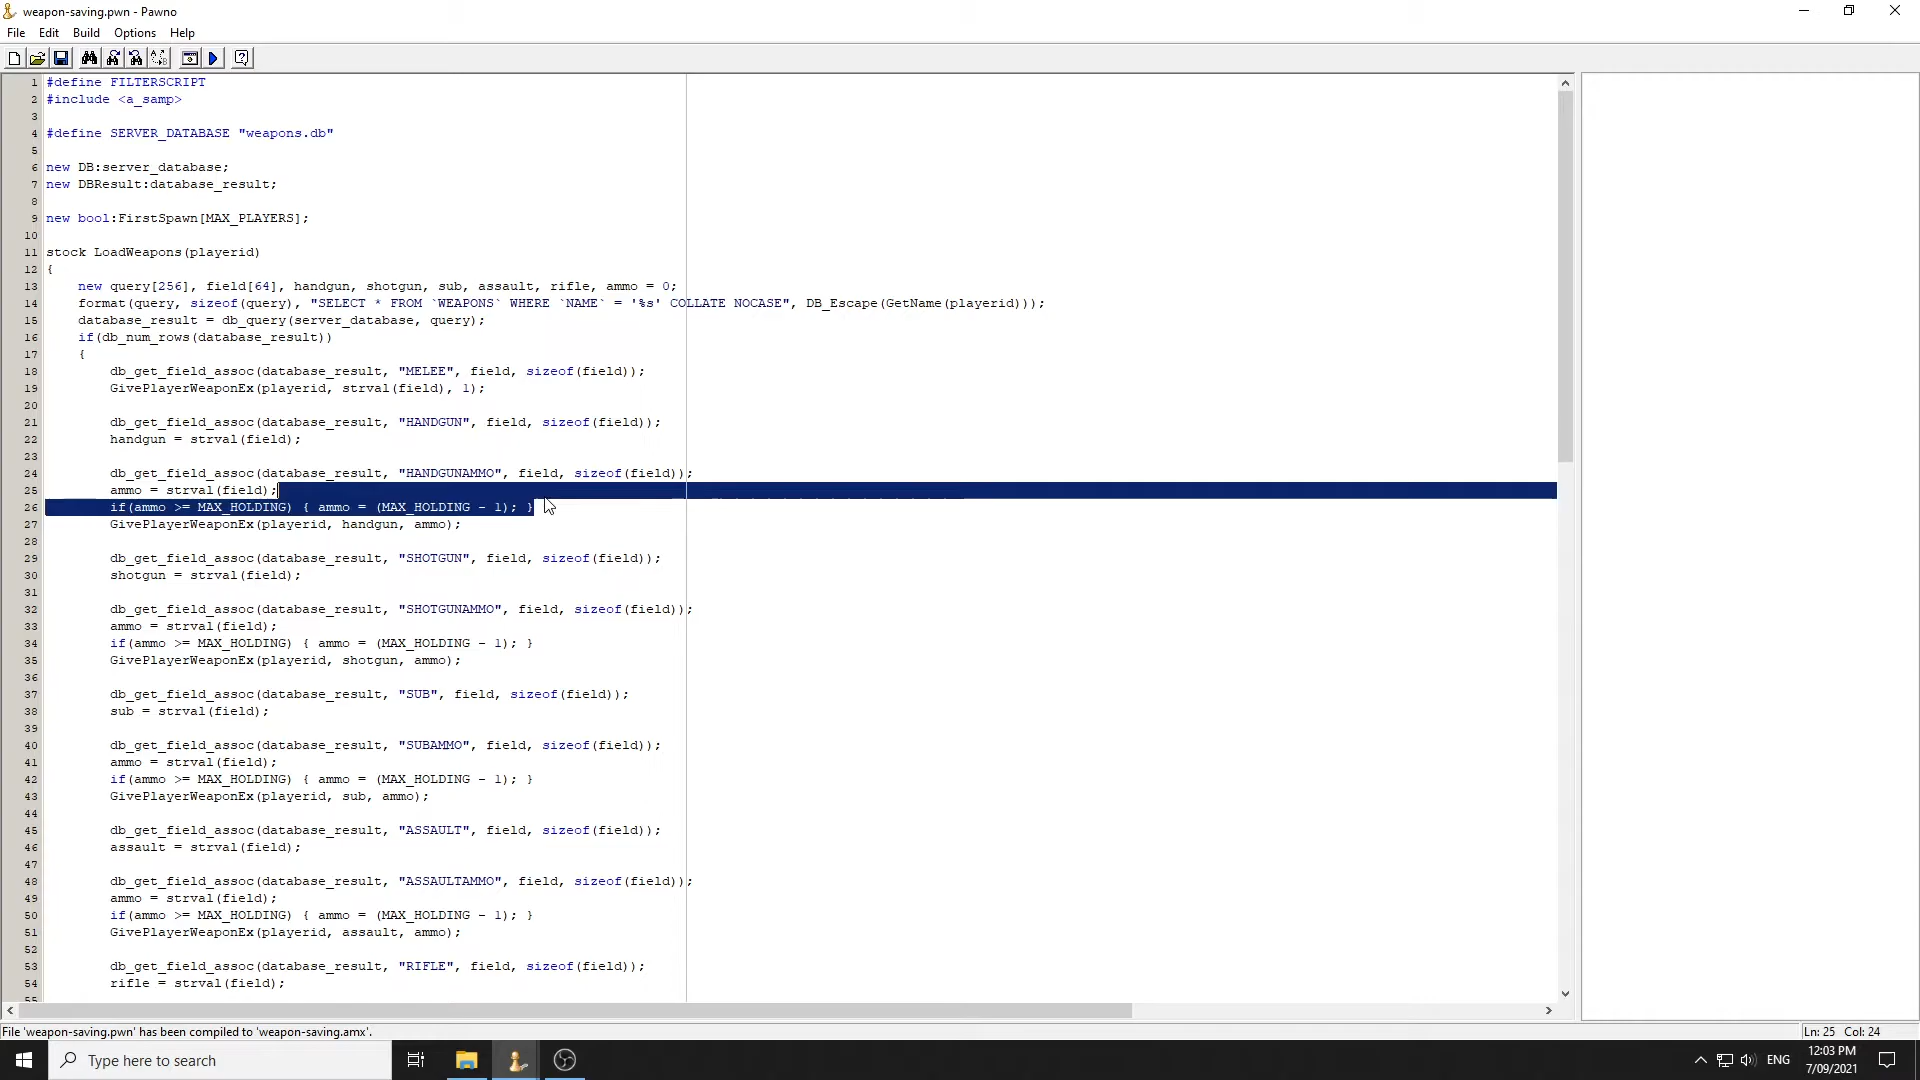 weapon-saving.pwn - Pawno
File Edit Build Options Help
1 #define FILTERSCRIPT
2 #include <a_samp>
3
4 #define SERVER_DATABASE "weapons.db"
5
6 new DB:server_database;
7 new DBResult:database_result;
8
9 new bool:FirstSpawn[MAX_PLAYERS];
10
11 stock LoadWeapons(playerid)
12 {
13 new query[256], field[64], handgun, shotgun, sub, assault, rifle, ammo = 0;
14 format(query, sizeof(query), "SELECT * FROM `WEAPONS` WHERE `NAME` = '%s' COLLATE NOCASE", DB_Escape(GetName(playerid)));
15 database_result = db_query(server_database, query);
16 if(db_num_rows(database_result))
17 {
18 db_get_field_assoc(database_result, "MELEE", field, sizeof(field));
19 GivePlayerWeaponEx(playerid, strval(field), 1);
20
21 db_get_field_assoc(database_result, "HANDGUN", field, sizeof(field));
22 handgun = strval(field);
23
24 db_get_field_assoc(database_result, "HANDGUNAMMO", field, sizeof(field));
25 ammo = strval(field);
26 if(ammo >= MAX_HOLDING) { ammo = (MAX_HOLDING - 1); }
27 GivePlayerWeaponEx(playerid, handgun, ammo);
28
29 db_get_field_assoc(database_result, "SHOTGUN", field, sizeof(field));
30 shotgun = strval(field);
31
32 db_get_field_assoc(database_result, "SHOTGUNAMMO", field, sizeof(field));
33 ammo = strval(field);
34 if(ammo >= MAX_HOLDING) { ammo = (MAX_HOLDING - 1); }
35 GivePlayerWeaponEx(playerid, shotgun, ammo);
36
37 db_get_field_assoc(database_result, "SUB", field, sizeof(field));
38 sub = strval(field);
39
40 db_get_field_assoc(database_result, "SUBAMMO", field, sizeof(field));
41 ammo = strval(field);
42 if(ammo >= MAX_HOLDING) { ammo = (MAX_HOLDING - 1); }
43 GivePlayerWeaponEx(playerid, sub, ammo);
44
45 db_get_field_assoc(database_result, "ASSAULT", field, sizeof(field));
46 assault = strval(field);
47
48 db_get_field_assoc(database_result, "ASSAULTAMMO", field, sizeof(field));
49 ammo = strval(field);
50 if(ammo >= MAX_HOLDING) { ammo = (MAX_HOLDING - 1); }
51 GivePlayerWeaponEx(playerid, assault, ammo);
52
53 db_get_field_assoc(database_result, "RIFLE", field, sizeof(field));
54 rifle = strval(field);
55
File 'weapon-saving.pwn' has been compiled to 'weapon-saving.amx'.
Ln: 25 Col: 24
Type here to search
ENG
12:03 PM
7/09/2021